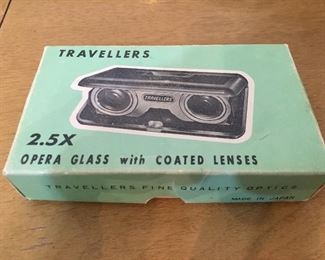 TRAVELLERS
TRAVELLERS
2.5X
OPERA GLASS with COATED LENSES
TRAVELLERS FINE QUALITY OPTICS
MADE IN JAPAN